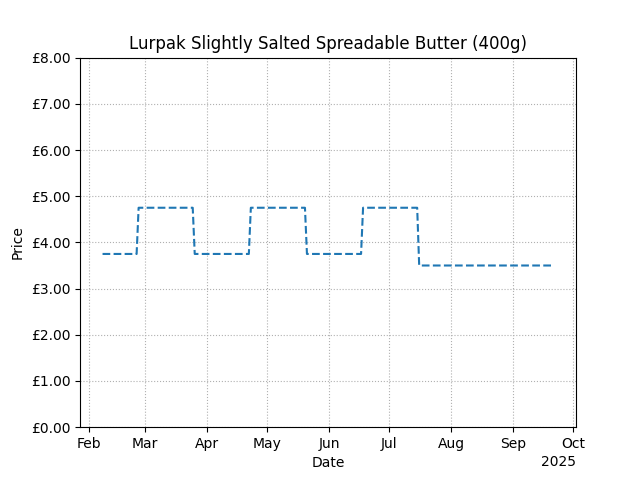 Lurpak Slightly Salted Spreadable Butter (400g)
£8.00
£7.00
£6.00
£5.00
£4.00
£3.00
£2.00
£1.00
£0.00
Price
Feb Mar Apr May Jun Jul Aug Sep Oct
Date
2025